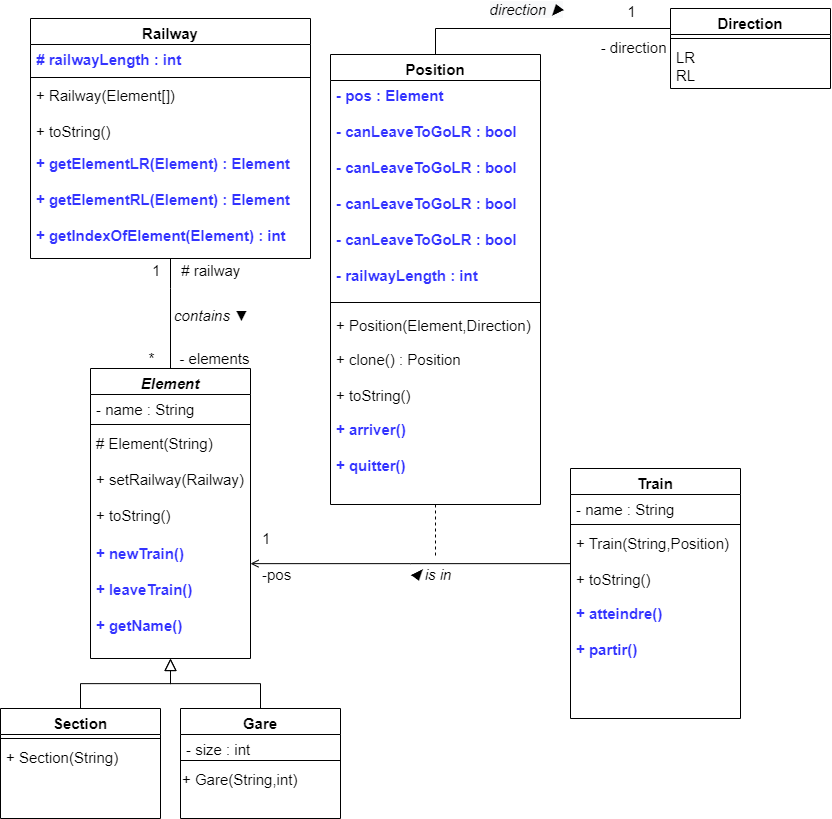 Railway
# railwayLength : int
+ Railway(Element[])
+ toString()
+ getElementLR(Element) : Element
+ getElementRL(Element) : Element
+ getIndexOfElement(Element) : int
1
# railway
contains ▼
*
- elements
Position
- pos : Element
- canLeaveToGoLR : bool
- canLeaveToGoLR : bool
- canLeaveToGoLR : bool
- canLeaveToGoLR : bool
- railwayLength : int
+ Position(Element,Direction)
+ clone() : Position
+ toString()
+ arriver()
+ quitter()
direction ▶
1
- direction
Direction
LR
RL
Element
- name : String
# Element(String)
+ setRailway(Railway)
+ toString()
+ newTrain()
+ leaveTrain()
+ getName()
1
-pos
◀ is in
Train
- name : String
+ Train(String,Position)
+ toString()
+ atteindre()
+ partir()
Section
+ Section(String)
Gare
- size : int
+ Gare(String,int)